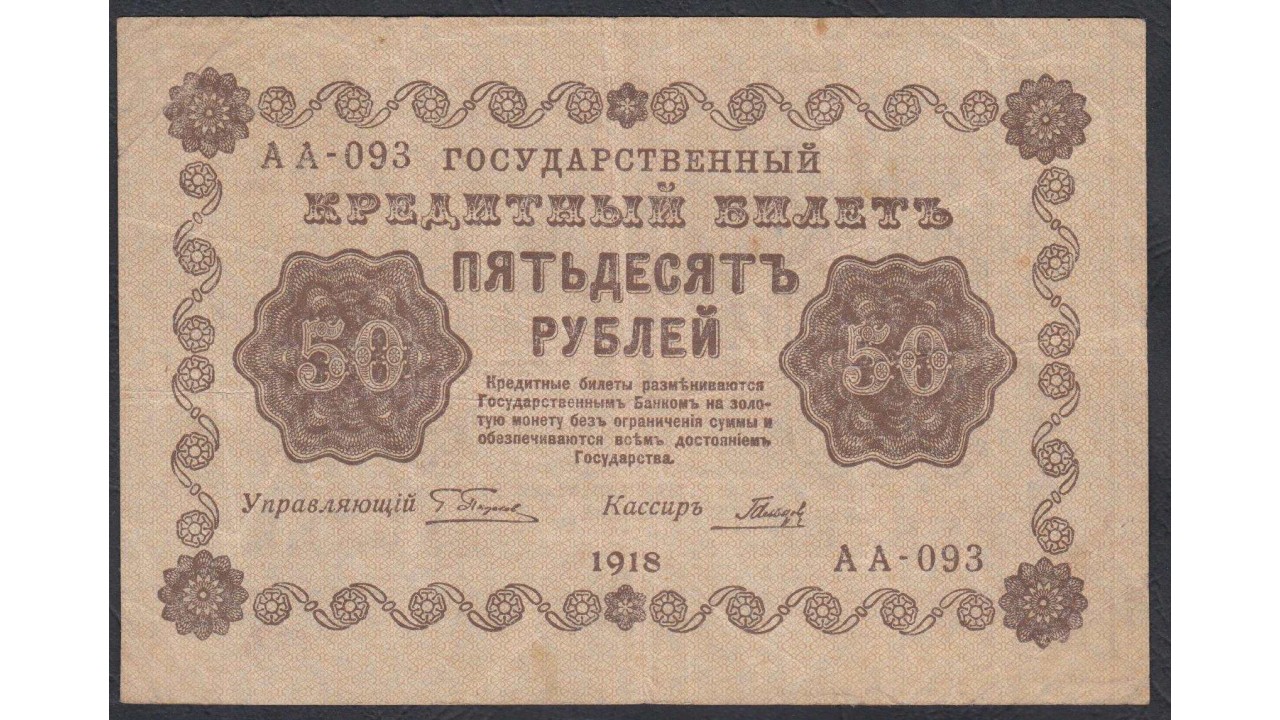 АА-093 ГОСУДАРСТВЕННЫЙ
КРЕДИТНЫЙ БИЛЕТЪ
ПЯТЬДЕСЯТЪ
РУБЛЕЙ
50 50
Кредитные билеты размѣниваются
Государственнымъ Банкомъ на золо-
тую монету безъ ограниченія суммы и
обезпечиваются всѣмъ достояніемъ
Государства.
Управляющій Кассиръ
1918 АА-093